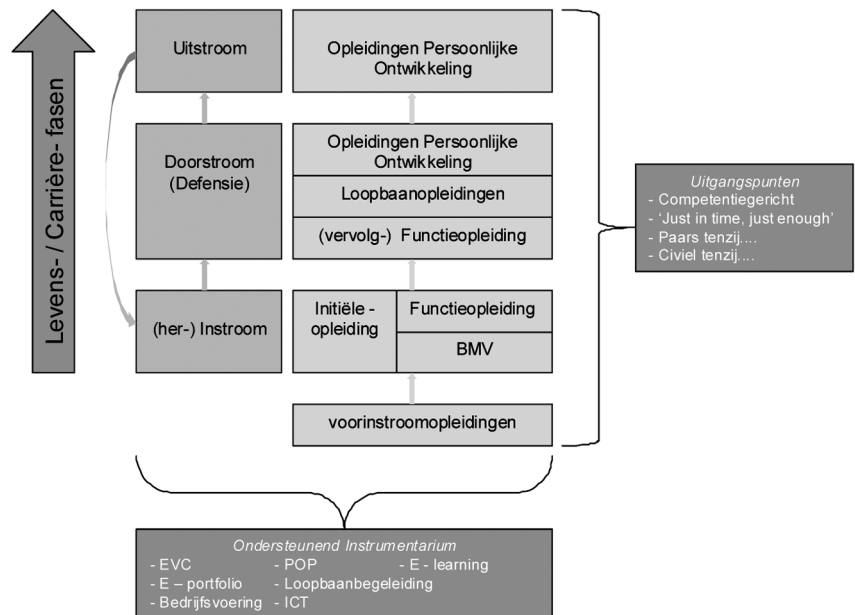 Levens- / Carrière- fasen
Uitstroom
Opleidingen Persoonlijke
Ontwikkeling
Doorstroom
(Defensie)
Opleidingen Persoonlijke
Ontwikkeling
Loopbaanopleidingen
(vervolg-) Functieopleiding
(her-) Instroom
Initiële -
opleiding
Functieopleiding
BMV
voorinstroomopleidingen
Uitgangspunten
- Competentiegericht
- ‘Just in time, just enough’
- Paars tenzij....
- Civiel tenzij....
Ondersteunend Instrumentarium
- EVC - POP - E - learning
- E – portfolio - Loopbaanbegeleiding
- Bedrijfsvoering - ICT